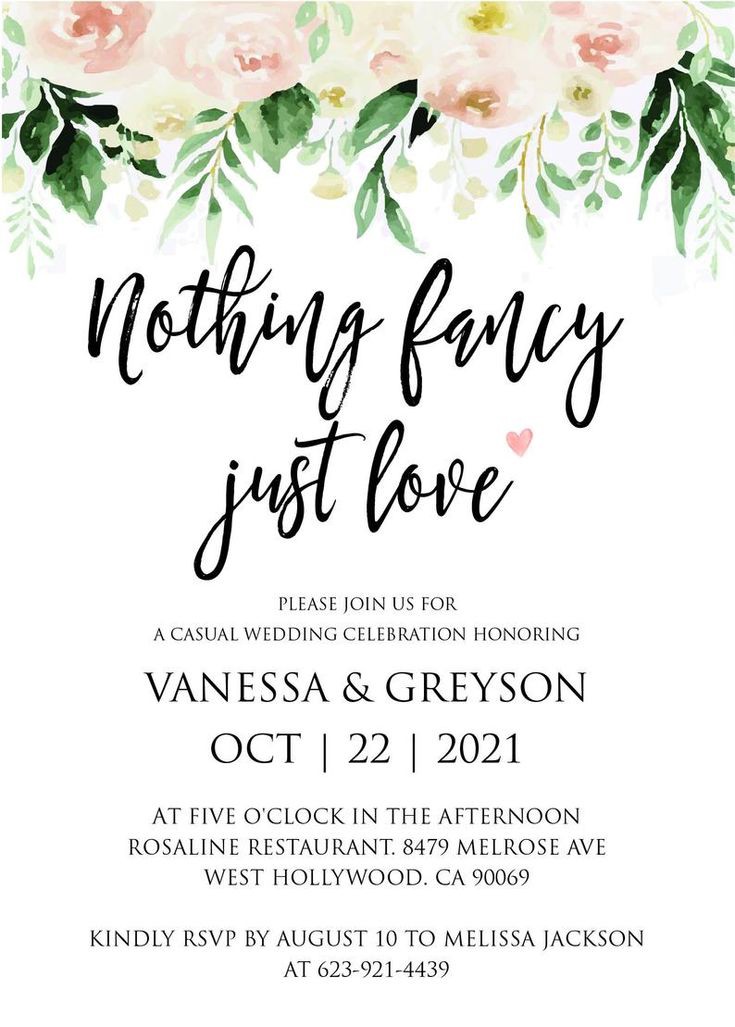 Nothing fancy
just love
PLEASE JOIN US FOR
A CASUAL WEDDING CELEBRATION HONORING
VANESSA & GREYSON
OCT | 22 | 2021
AT FIVE O'CLOCK IN THE AFTERNOON
ROSALINE RESTAURANT. 8479 MELROSE AVE
WEST HOLLYWOOD. CA 90069
KINDLY RSVP BY AUGUST 10 TO MELISSA JACKSON
AT 623-921-4439